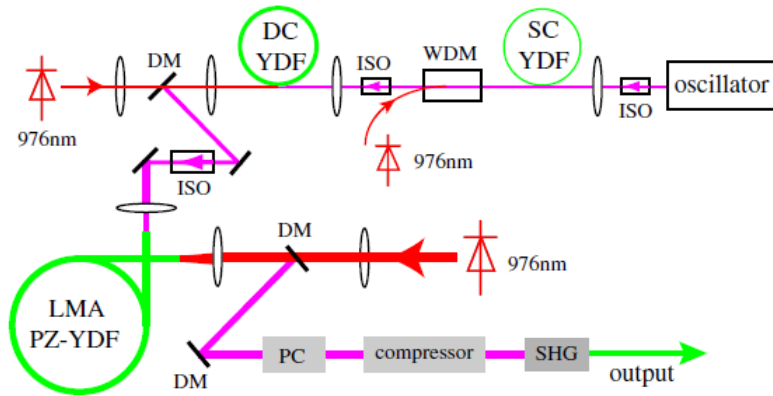 DC
YDF
SC
YDF
DM
ISO
WDM
oscillator
ISO
976nm
976nm
ISO
DM
976nm
LMA
PZ-YDF
DM
PC
compressor
SHG
output